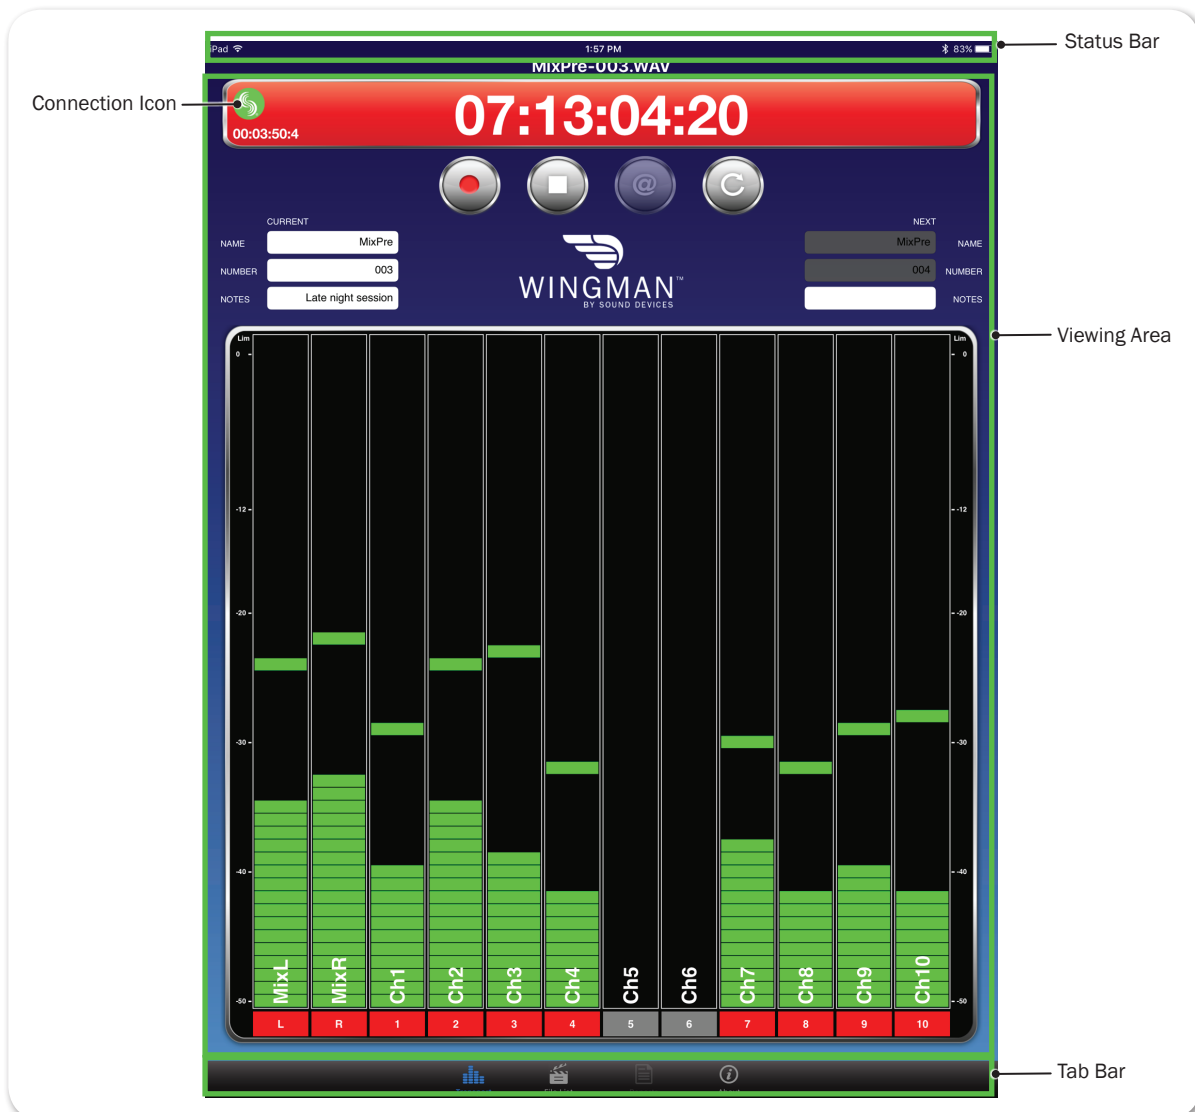 iPad 1:57 PM 83%
Status Bar
MixPre-003.WAV
Connection Icon
07:13:04:20
00:03:50:4
@
CURRENT NEXT
NAME MixPre MixPre NAME
NUMBER 003 004 NUMBER
NOTES Late night session NOTES
WINGMAN™
BY SOUND DEVICES
Viewing Area
Lim Lim
0 - - 0
-12 - - -12
-20 - - -20
-30 - - -30
-40 - - -40
-50 - - -50
MixL MixR Ch1 Ch2 Ch3 Ch4 Ch5 Ch6 Ch7 Ch8 Ch9 Ch10
L R 1 2 3 4 5 6 7 8 9 10
Tab Bar